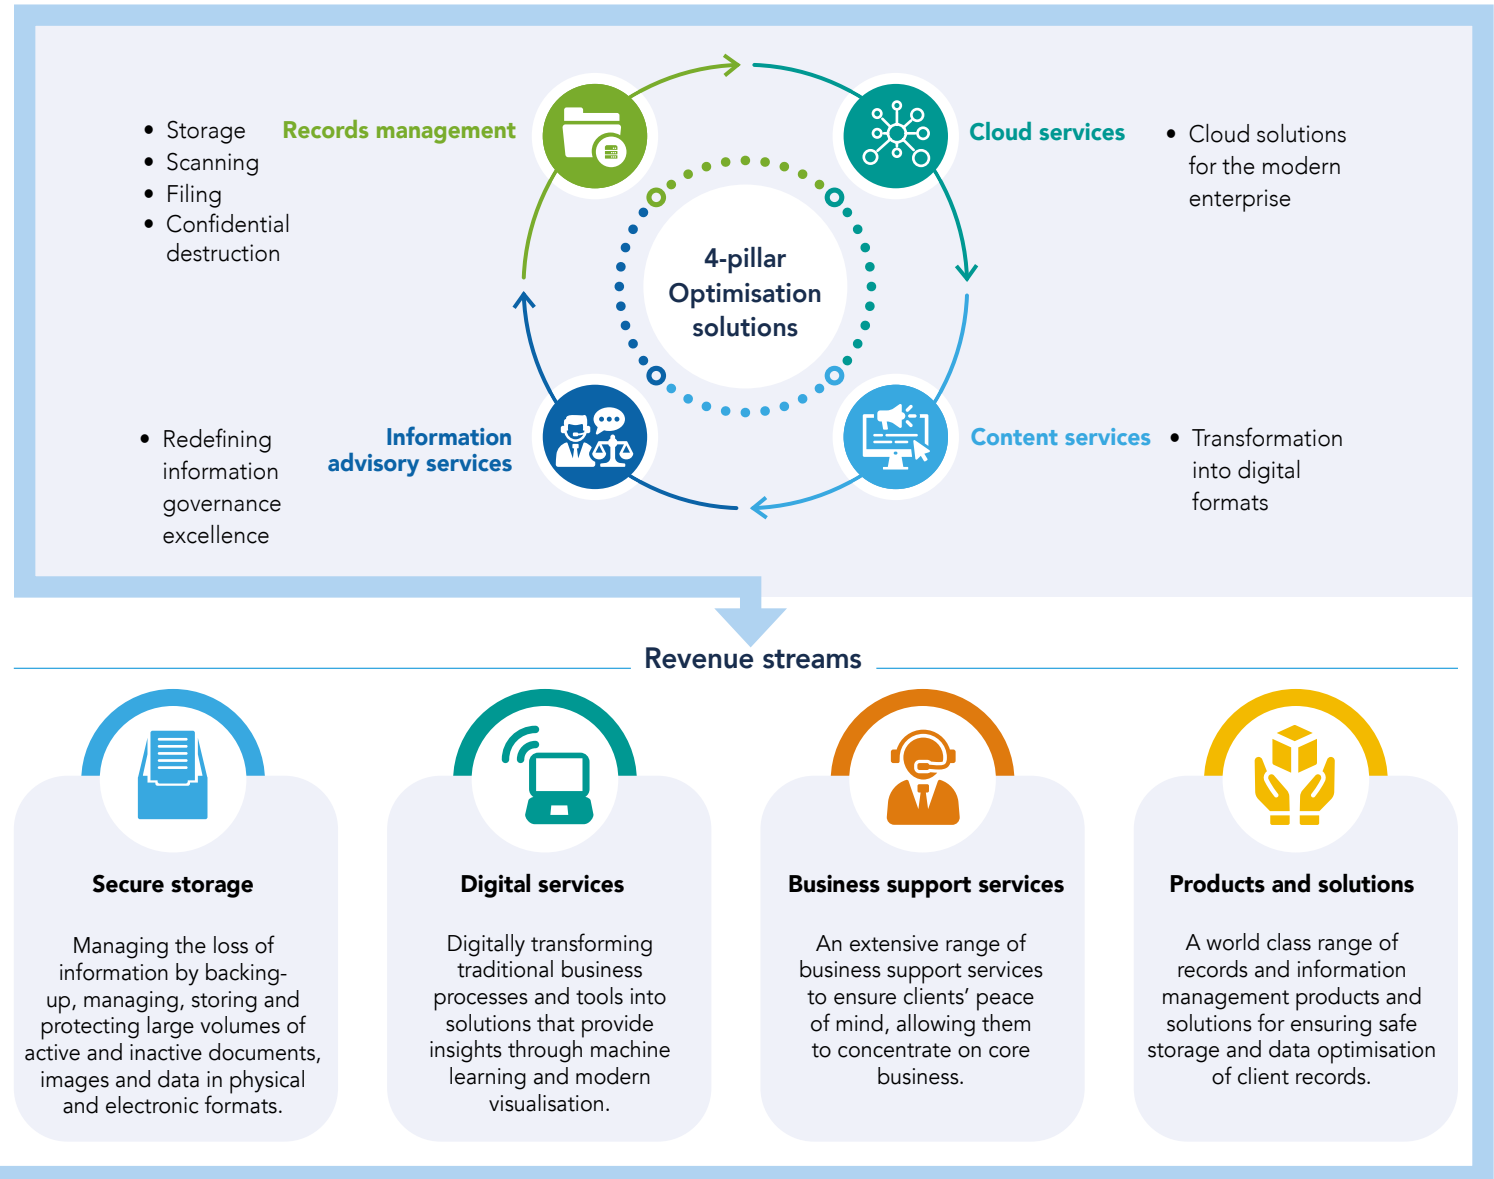 Records management
• Storage
• Scanning
• Filing
• Confidential
destruction
Cloud services
• Cloud solutions
for the modern
enterprise
4-pillar
Optimisation
solutions
Information
advisory services
• Redefining
information
governance
excellence
Content services
• Transformation
into digital
formats
Revenue streams
Secure storage
Managing the loss of
information by backing-
up, managing, storing and
protecting large volumes of
active and inactive documents,
images and data in physical
and electronic formats.
Digital services
Digitally transforming
traditional business
processes and tools into
solutions that provide
insights through machine
learning and modern
visualisation.
Business support services
An extensive range of
business support services
to ensure clients’ peace
of mind, allowing them
to concentrate on core
business.
Products and solutions
A world class range of
records and information
management products and
solutions for ensuring safe
storage and data optimisation
of client records.